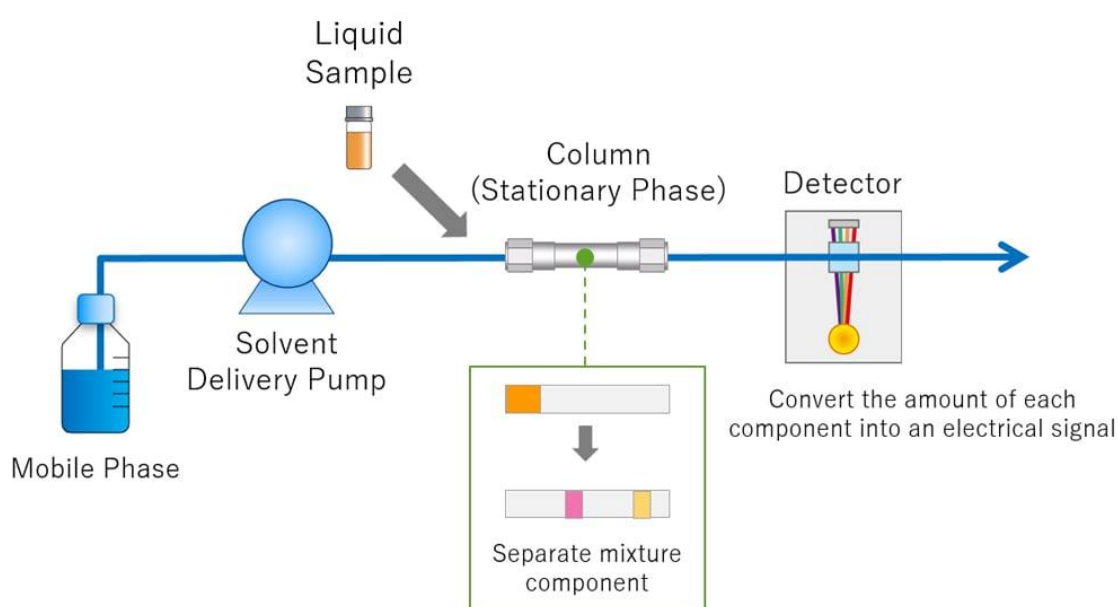 Liquid
Sample
Column
(Stationary Phase)
Detector
Solvent
Delivery Pump
Mobile Phase
Convert the amount of each
component into an electrical signal
Separate mixture
component